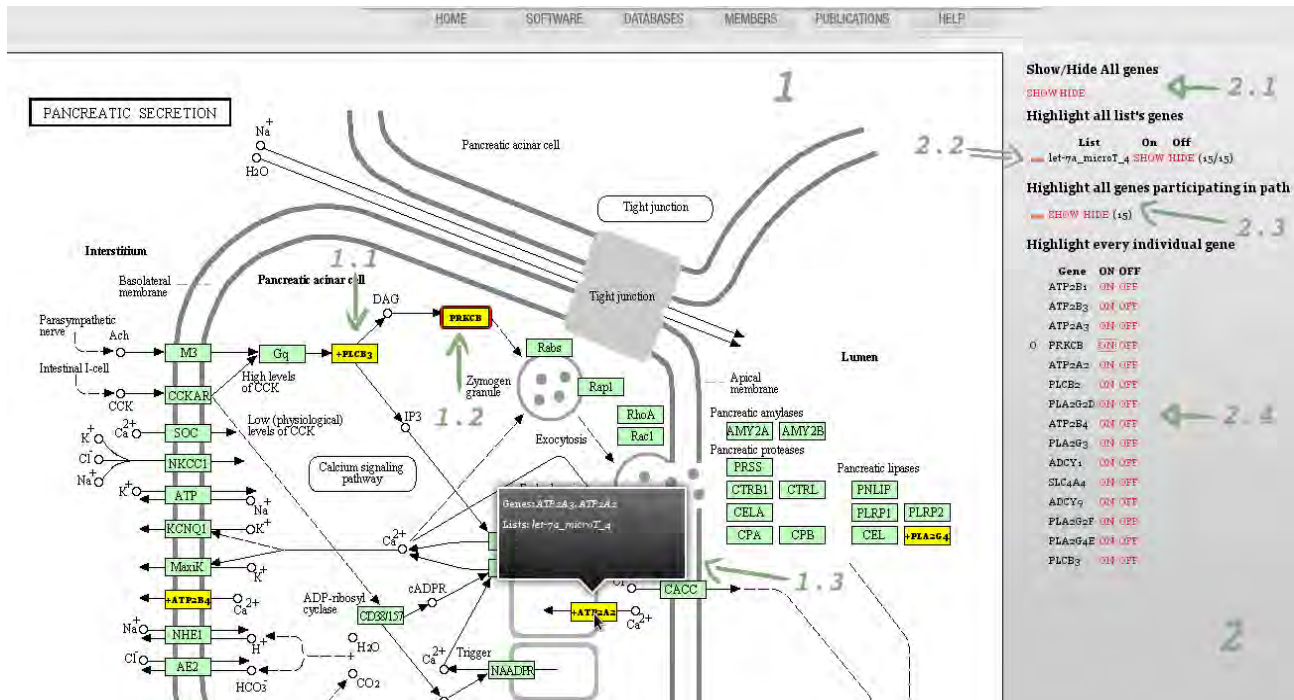 HOME SOFTWARE DATABASES MEMBERS PUBLICATIONS HELP
1
PANCREATIC SECRETION
Na+
H2O
Pancreatic acinar cell
Tight junction
Interstitium
1.1
Basolateral
membrane
Pancreatic acinar cell
Tight junction
DAG
PRKCB
Parasympathetic
nerve
Ach
M3
Gq
+PLCB3
Rabs
Lumen
Intestinal I-cell
High levels
of CCK
Zymogen
granule
Rap1
Apical
membrane
CCKAR
CCK
1.2
IP3
RhoA
Pancreatic amylases
Low (physiological)
levels of CCK
Ca2+
SOC
K+
Exocytosis
Rac1
AMY2A AMY2B
Pancreatic proteases
Cl-
NKCC1
Na+
Calcium signaling
pathway
PRSS
Pancreatic lipases
K+
ATP
Na+
CTRB1 CTRL
PNLIP
Genes: ATP2A3, ATP2A2
Lists: let-7a_microT_4
CELA
PLRP1 PLRP2
KCNQ1
K+
Ca2+
CPA CPB
CEL +PLA2G4
MaxiK
K+
cADPR
1.3
CACC
+ATP2B4
Ca2+
ADP-ribosyl
cyclase
CD38/157
+ATP2A2
Ca2+
Na+
NHE1
H+
H2O
Cl-
AE2
HCO3-
CO2
Ca2+
Trigger
NAADPR
Show/Hide All genes
SHOW HIDE
2.1
Highlight all list's genes
List On Off
2.2
let-7a_microT_4 SHOW HIDE (15/15)
Highlight all genes participating in path
SHOW HIDE (15)
2.3
Highlight every individual gene
Gene ON OFF
ATP2B1 ON OFF
ATP2B3 ON OFF
ATP2A3 ON OFF
O PRKCB ON OFF
ATP2A2 ON OFF
PLCB2 ON OFF
PLA2G2D ON OFF
ATP2B4 ON OFF
2.4
PLA2G3 ON OFF
ADCY1 ON OFF
SLC4A4 ON OFF
ADCY9 ON OFF
PLA2G2F ON OFF
PLA2G4E ON OFF
PLCB3 ON OFF
2